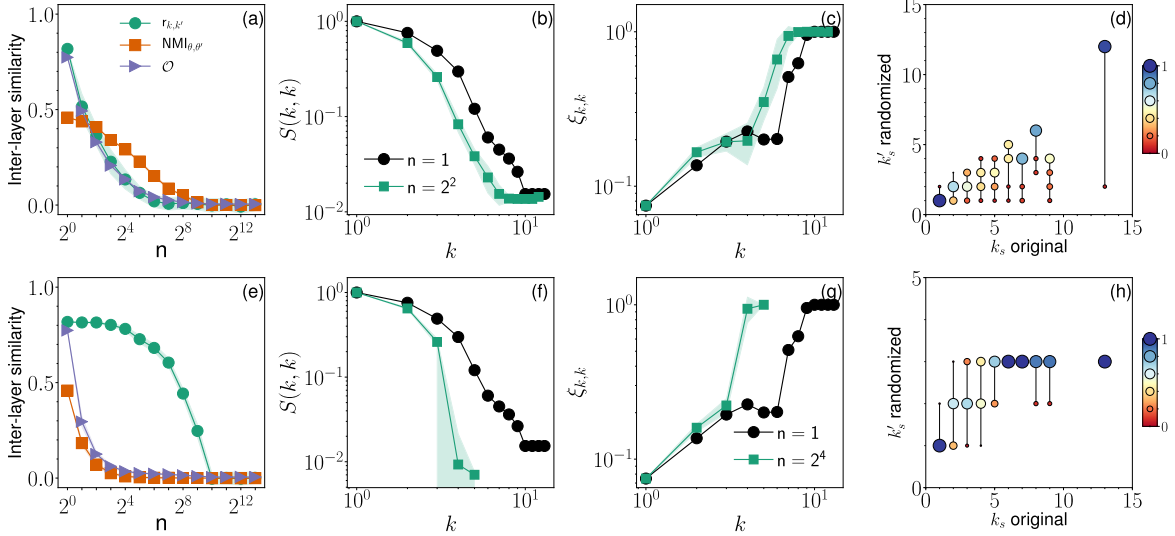 (a)
Inter-layer similarity
1.0
0.5
0.0
r_{k,k'}
NMI_{θ,θ'}
𝒪
2^0 2^4 2^8 2^12
n
(b)
S(k, k)
10^0
10^{-1}
10^{-2}
n = 1
n = 2^2
10^0 10^1
k
(c)
ξ_{k,k}
10^0
10^{-1}
10^0 10^1
k
(d)
k'_s randomized
15
10
5
0
0 5 10 15
k_s original
1
0
(e)
Inter-layer similarity
1.0
0.5
0.0
2^0 2^4 2^8 2^12
n
(f)
S(k, k)
10^0
10^{-1}
10^{-2}
10^0 10^1
k
(g)
ξ_{k,k}
10^0
10^{-1}
n = 1
n = 2^4
10^0 10^1
k
(h)
k'_s randomized
5
0
0 5 10 15
k_s original
1
0